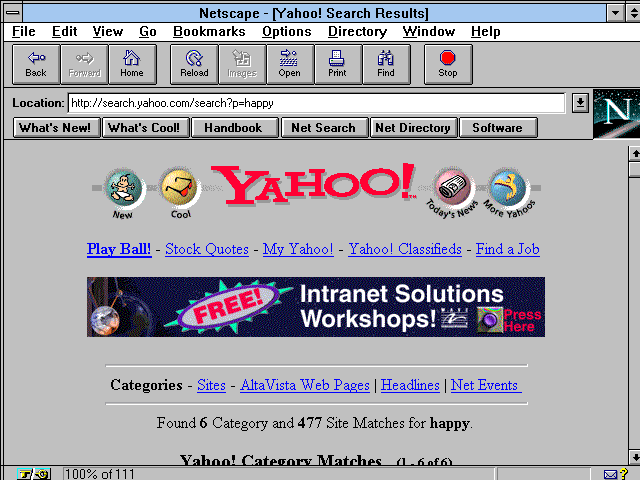 Netscape - [Yahoo! Search Results]
File Edit View Go Bookmarks Options Directory Window Help
Back Forward Home Reload Images Open Print Find Stop
Location: http://search.yahoo.com/search?p=happy
N
What's New! What's Cool! Handbook Net Search Net Directory Software
YAHOO!
New Cool Today's News More Yahoos
Play Ball! - Stock Quotes - My Yahoo! - Yahoo! Classifieds - Find a Job
FREE! Intranet Solutions
Workshops! Press
Here
Categories - Sites - AltaVista Web Pages | Headlines | Net Events
Found 6 Category and 477 Site Matches for happy.
Yahoo! Category Matches (1 - 6 of 6)
100% of 111